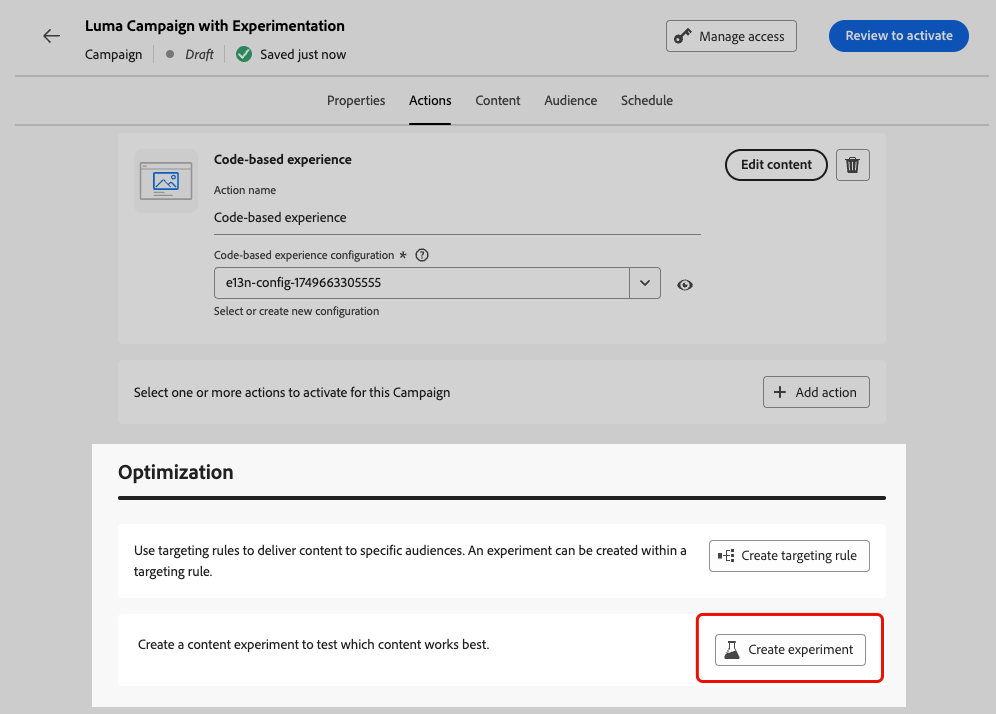 Luma Campaign with Experimentation
Campaign Draft Saved just now
Manage access
Review to activate
Properties Actions Content Audience Schedule
Code-based experience
Edit content
Action name
Code-based experience
Code-based experience configuration *
e13n-config-1749663305555
Select or create new configuration
Select one or more actions to activate for this Campaign
Add action
Optimization
Use targeting rules to deliver content to specific audiences. An experiment can be created within a
targeting rule.
Create targeting rule
Create a content experiment to test which content works best.
Create experiment